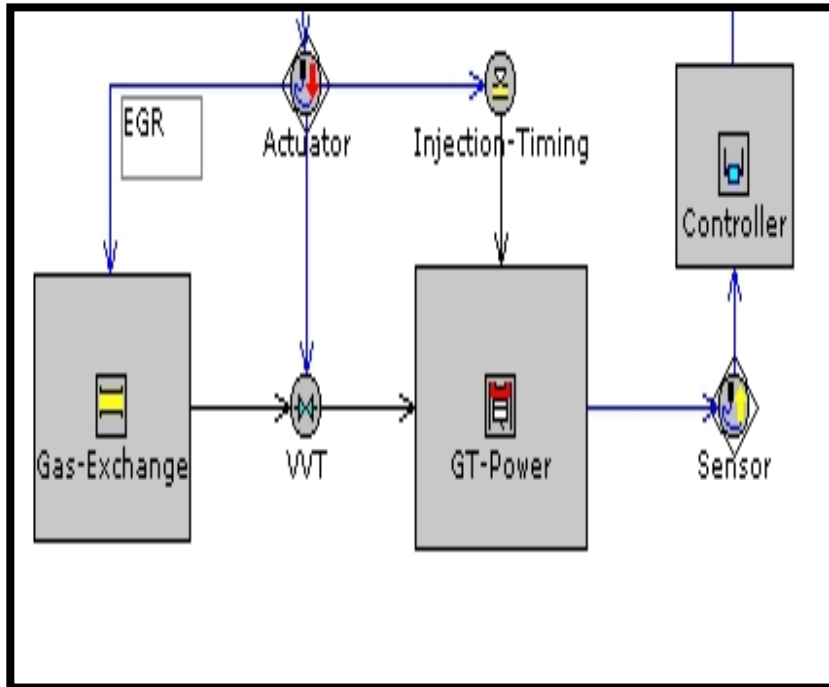 EGR
Actuator
Injection-Timing
Controller
Gas-Exchange
VVT
GT-Power
Sensor